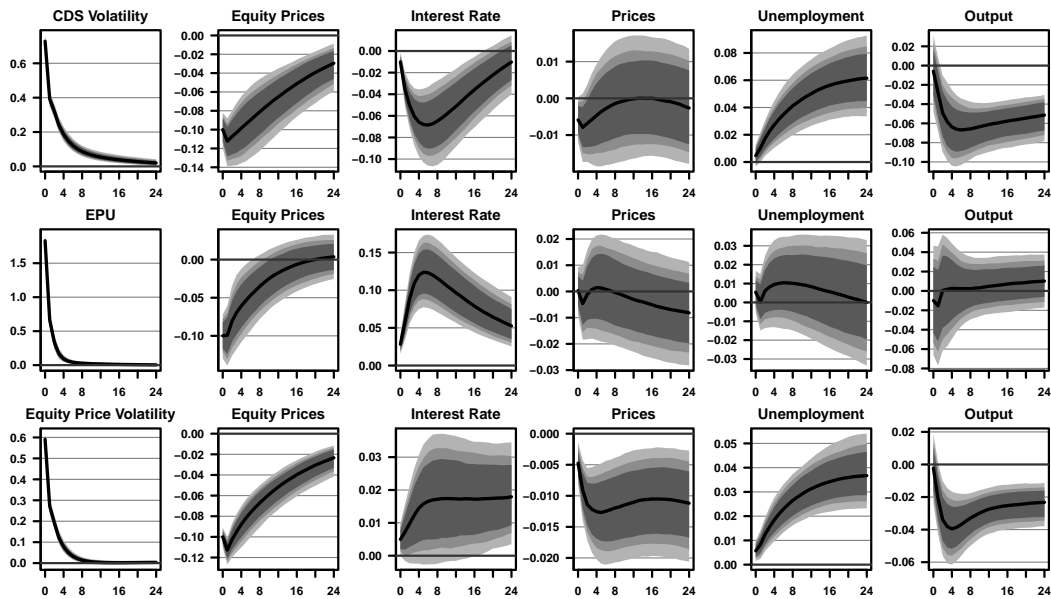 CDS Volatility
0.6
0.4
0.2
0.0
0 4 8 16 24
Equity Prices
0.00
−0.02
−0.04
−0.06
−0.08
−0.10
−0.12
−0.14
0 4 8 16 24
Interest Rate
0.00
−0.02
−0.04
−0.06
−0.08
−0.10
0 4 8 16 24
Prices
0.01
0.00
−0.01
0 4 8 16 24
Unemployment
0.08
0.06
0.04
0.02
0.00
0 4 8 16 24
Output
0.02
0.00
−0.02
−0.04
−0.06
−0.08
−0.10
0 4 8 16 24
EPU
1.5
1.0
0.5
0.0
0 4 8 16 24
Equity Prices
0.00
−0.05
−0.10
0 4 8 16 24
Interest Rate
0.15
0.10
0.05
0.00
0 4 8 16 24
Prices
0.02
0.01
0.00
−0.01
−0.02
−0.03
0 4 8 16 24
Unemployment
0.03
0.02
0.01
0.00
−0.01
−0.02
−0.03
0 4 8 16 24
Output
0.06
0.04
0.02
0.00
−0.02
−0.04
−0.06
−0.08
0 4 8 16 24
Equity Price Volatility
0.6
0.5
0.4
0.3
0.2
0.1
0.0
0 4 8 16 24
Equity Prices
0.00
−0.02
−0.04
−0.06
−0.08
−0.10
−0.12
0 4 8 16 24
Interest Rate
0.03
0.02
0.01
0.00
0 4 8 16 24
Prices
0.000
−0.005
−0.010
−0.015
−0.020
0 4 8 16 24
Unemployment
0.05
0.04
0.03
0.02
0.01
0.00
0 4 8 16 24
Output
0.02
0.00
−0.02
−0.04
−0.06
0 4 8 16 24